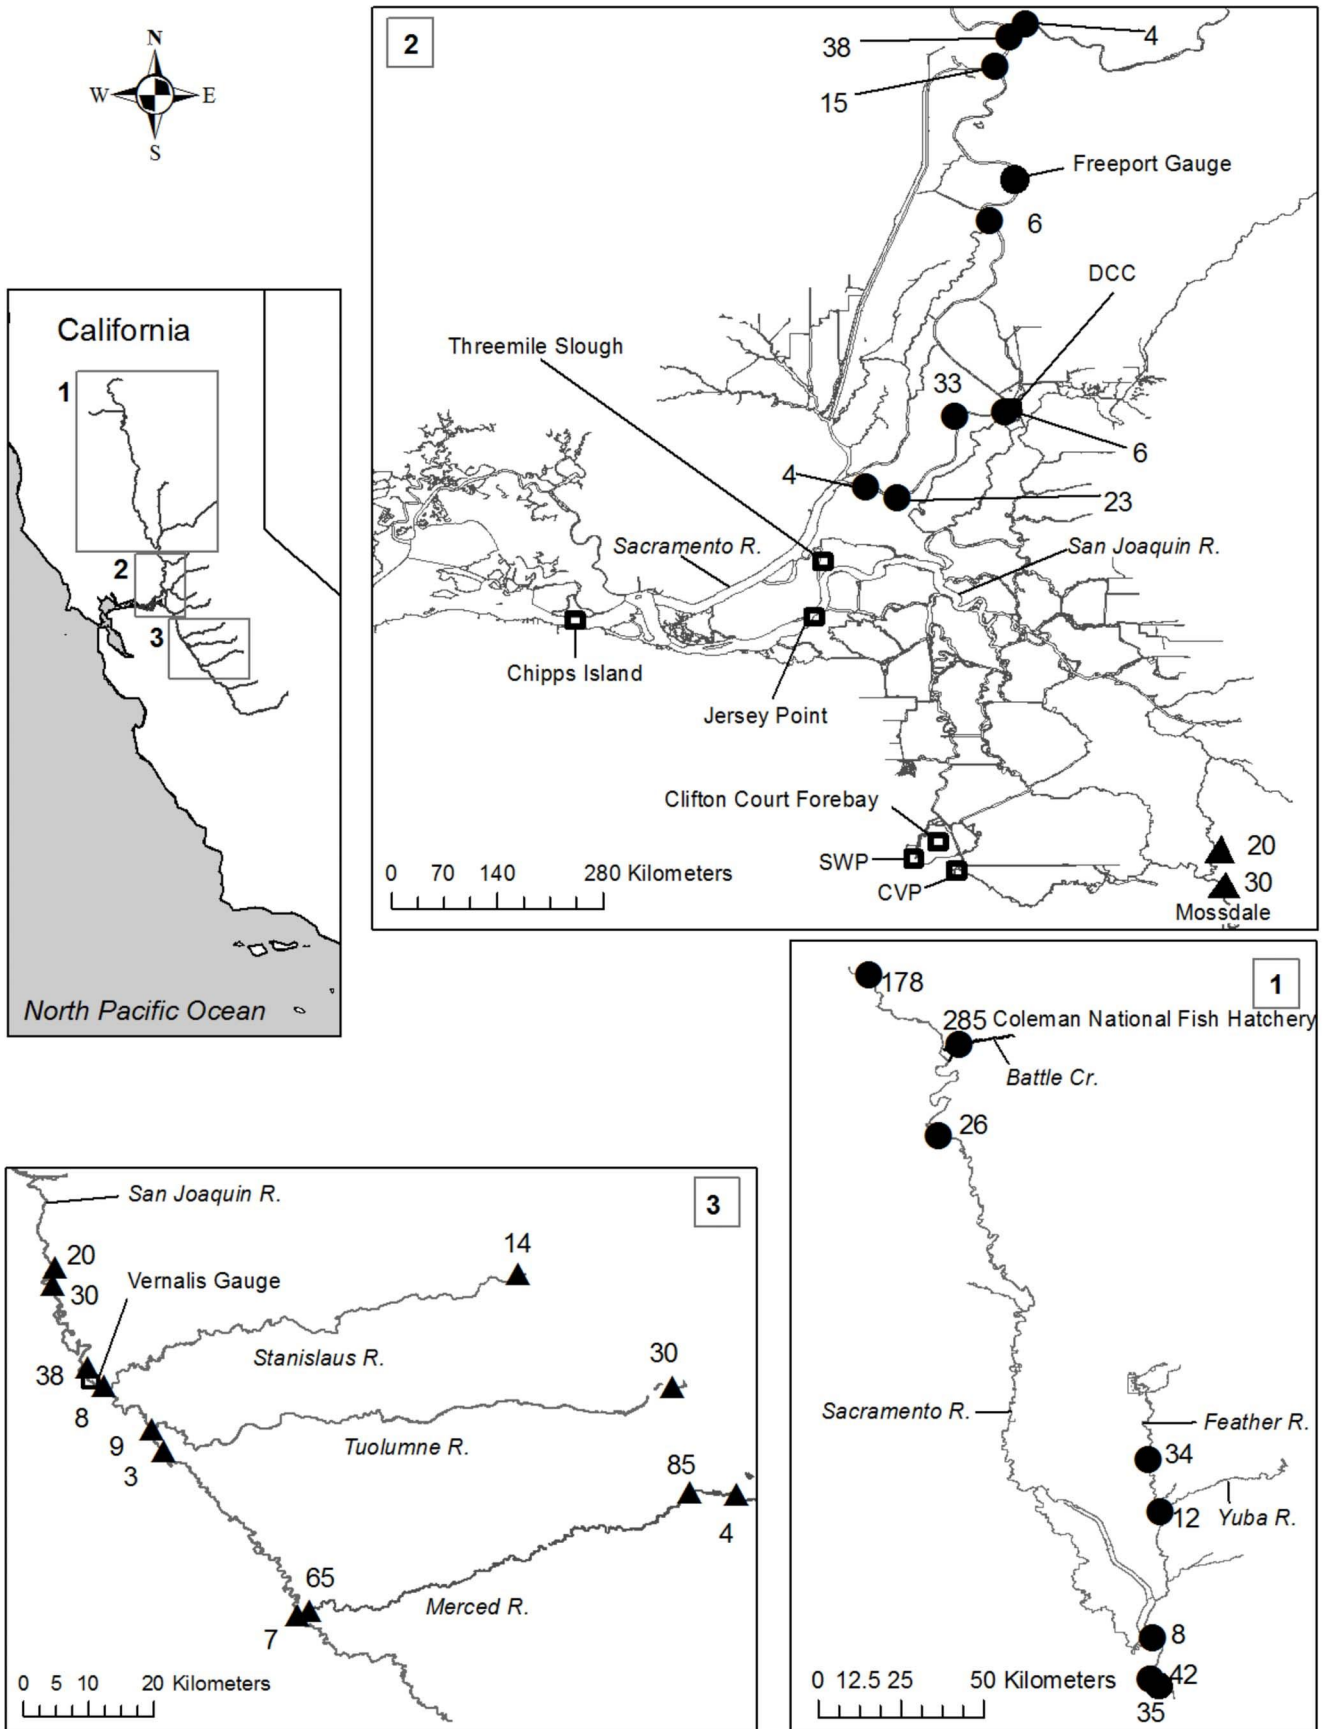 N
W
E
S
California
1
2
3
North Pacific Ocean
2
38
4
15
Freeport Gauge
6
DCC
Threemile Slough
33
6
4
23
Sacramento R.
San Joaquin R.
Chipps Island
Jersey Point
Clifton Court Forebay
SWP
CVP
20
30
Mossdale
0 70 140 280 Kilometers
1
178
285 Coleman National Fish Hatchery
Battle Cr.
26
Sacramento R.
Feather R.
34
12
Yuba R.
8
42
35
0 12.5 25 50 Kilometers
3
San Joaquin R.
20
30
Vernalis Gauge
14
38
Stanislaus R.
30
8
9
Tuolumne R.
3
85
4
65
Merced R.
7
0 5 10 20 Kilometers